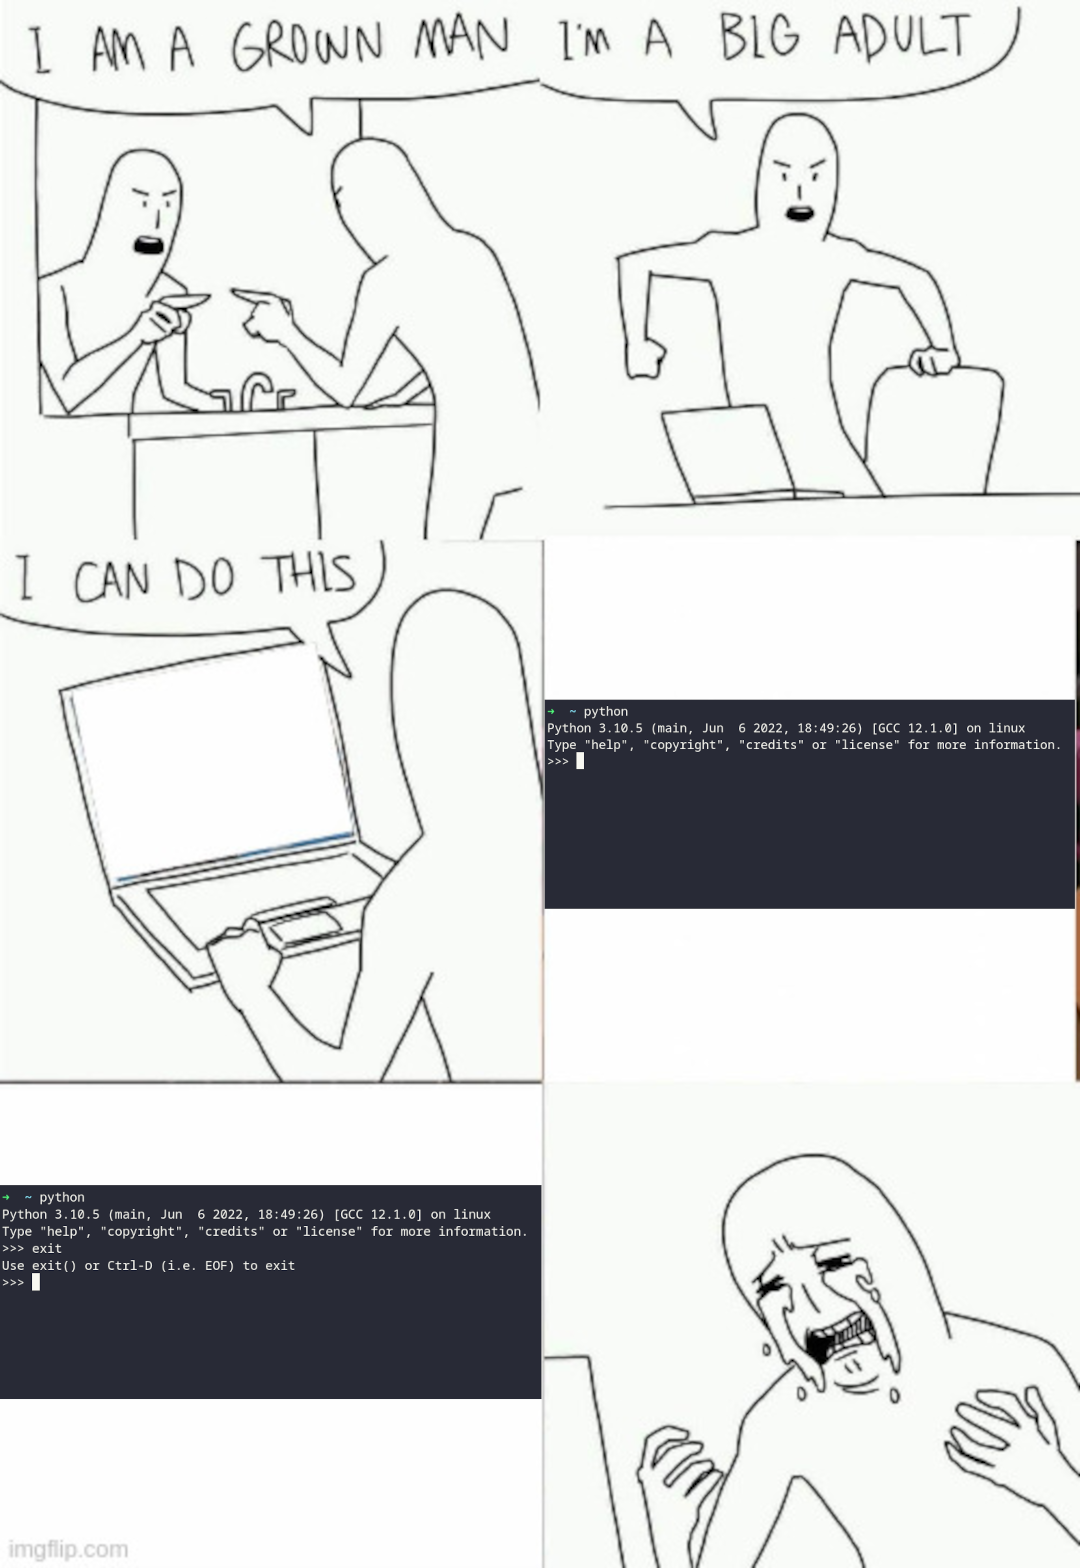 I AM A GROWN MAN
I'm A BIG ADULT
I CAN DO THIS
➜ ~ python
Python 3.10.5 (main, Jun  6 2022, 18:49:26) [GCC 12.1.0] on linux
Type "help", "copyright", "credits" or "license" for more information.
>>>
➜ ~ python
Python 3.10.5 (main, Jun  6 2022, 18:49:26) [GCC 12.1.0] on linux
Type "help", "copyright", "credits" or "license" for more information.
>>> exit
Use exit() or Ctrl-D (i.e. EOF) to exit
>>>
imgflip.com